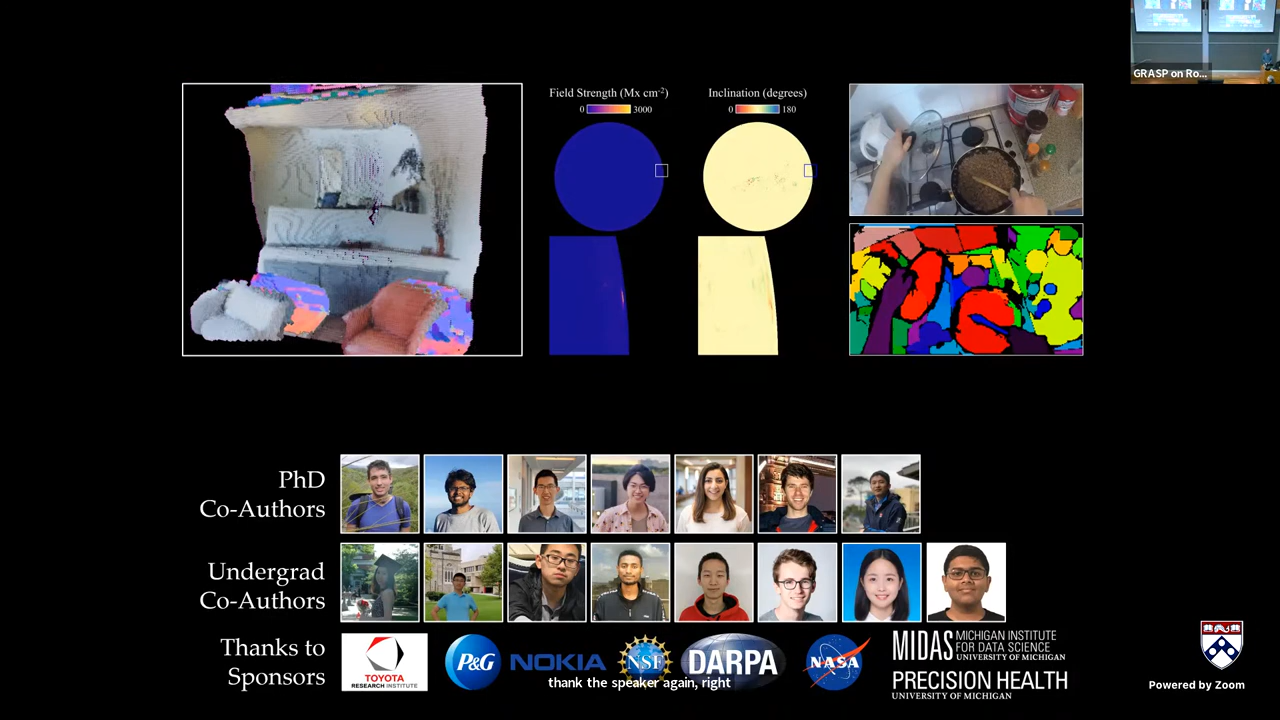 GRASP on Ro...
Field Strength (Mx cm-2)
0 3000
Inclination (degrees)
0 180
PhD
Co-Authors
Undergrad
Co-Authors
Thanks to
Sponsors
TOYOTA
RESEARCH INSTITUTE
P&G
NOKIA
NSF
DARPA
NASA
MIDAS
MICHIGAN INSTITUTE
FOR DATA SCIENCE
UNIVERSITY OF MICHIGAN
PRECISION HEALTH
UNIVERSITY OF MICHIGAN
thank the speaker again, right
Powered by Zoom